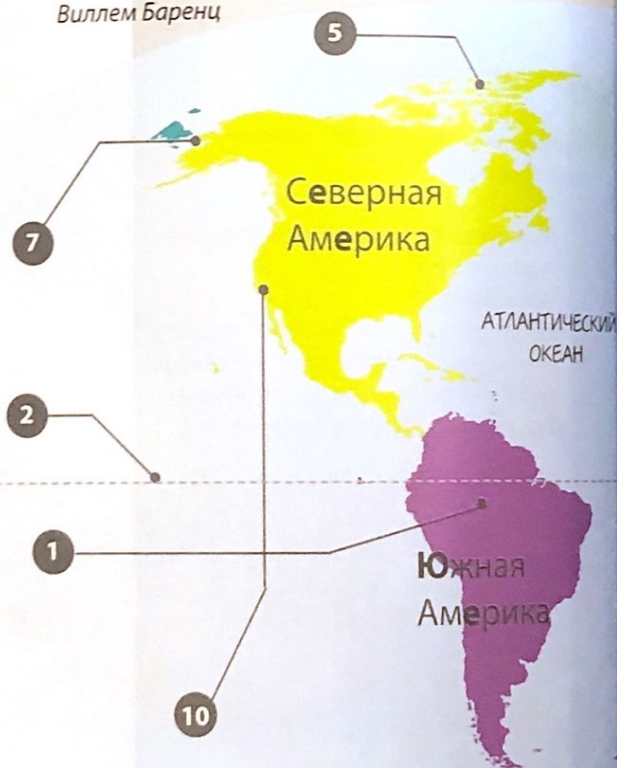 Виллем Баренц
5
7
Северная
Америка
АТЛАНТИЧЕСКИЙ
ОКЕАН
2
1
Южная
Америка
10